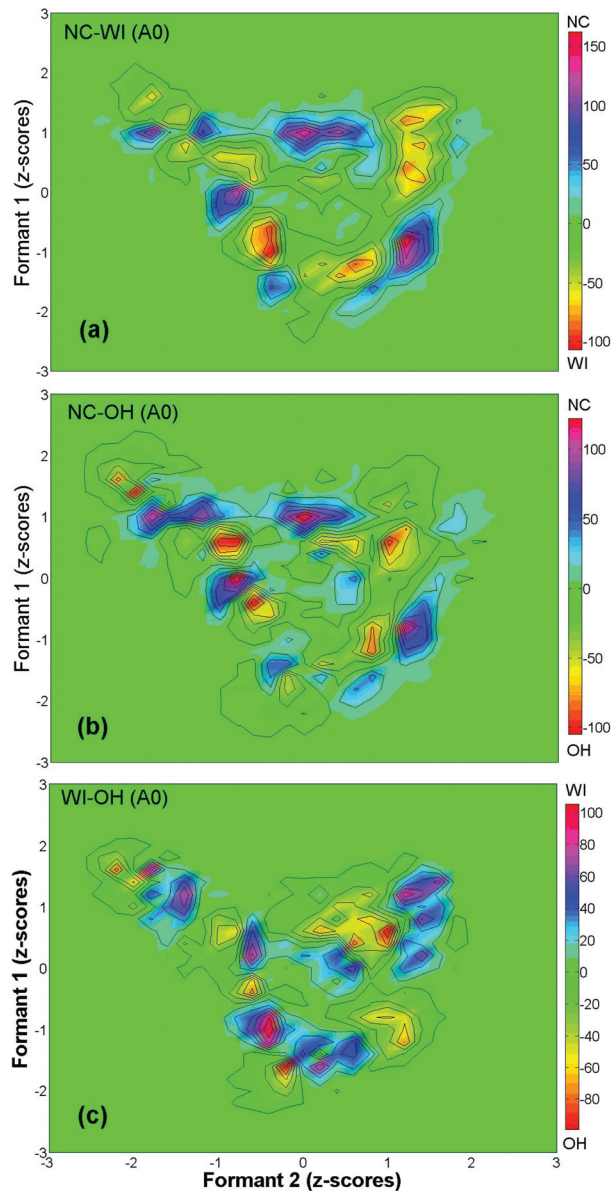 NC-WI (A0)
NC
3
2
1
0
-1
-2
-3
Formant 1 (z-scores)
(a)
150
100
50
0
-50
-100
WI
NC-OH (A0)
NC
3
2
1
0
-1
-2
-3
Formant 1 (z-scores)
(b)
100
50
0
-50
-100
OH
WI-OH (A0)
WI
3
2
1
0
-1
-2
-3
Formant 1 (z-scores)
(c)
100
80
60
40
20
0
-20
-40
-60
-80
OH
-3 -2 -1 0 1 2 3
Formant 2 (z-scores)